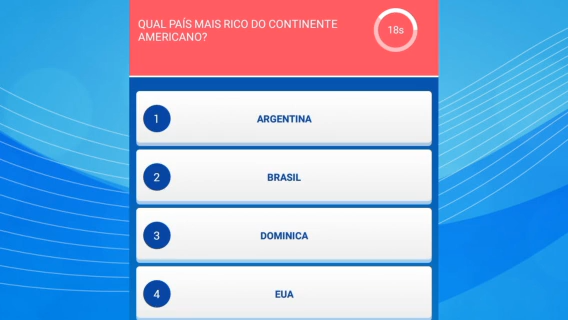 QUAL PAÍS MAIS RICO DO CONTINENTE
AMERICANO?
18s
1
ARGENTINA
2
BRASIL
3
DOMINICA
4
EUA